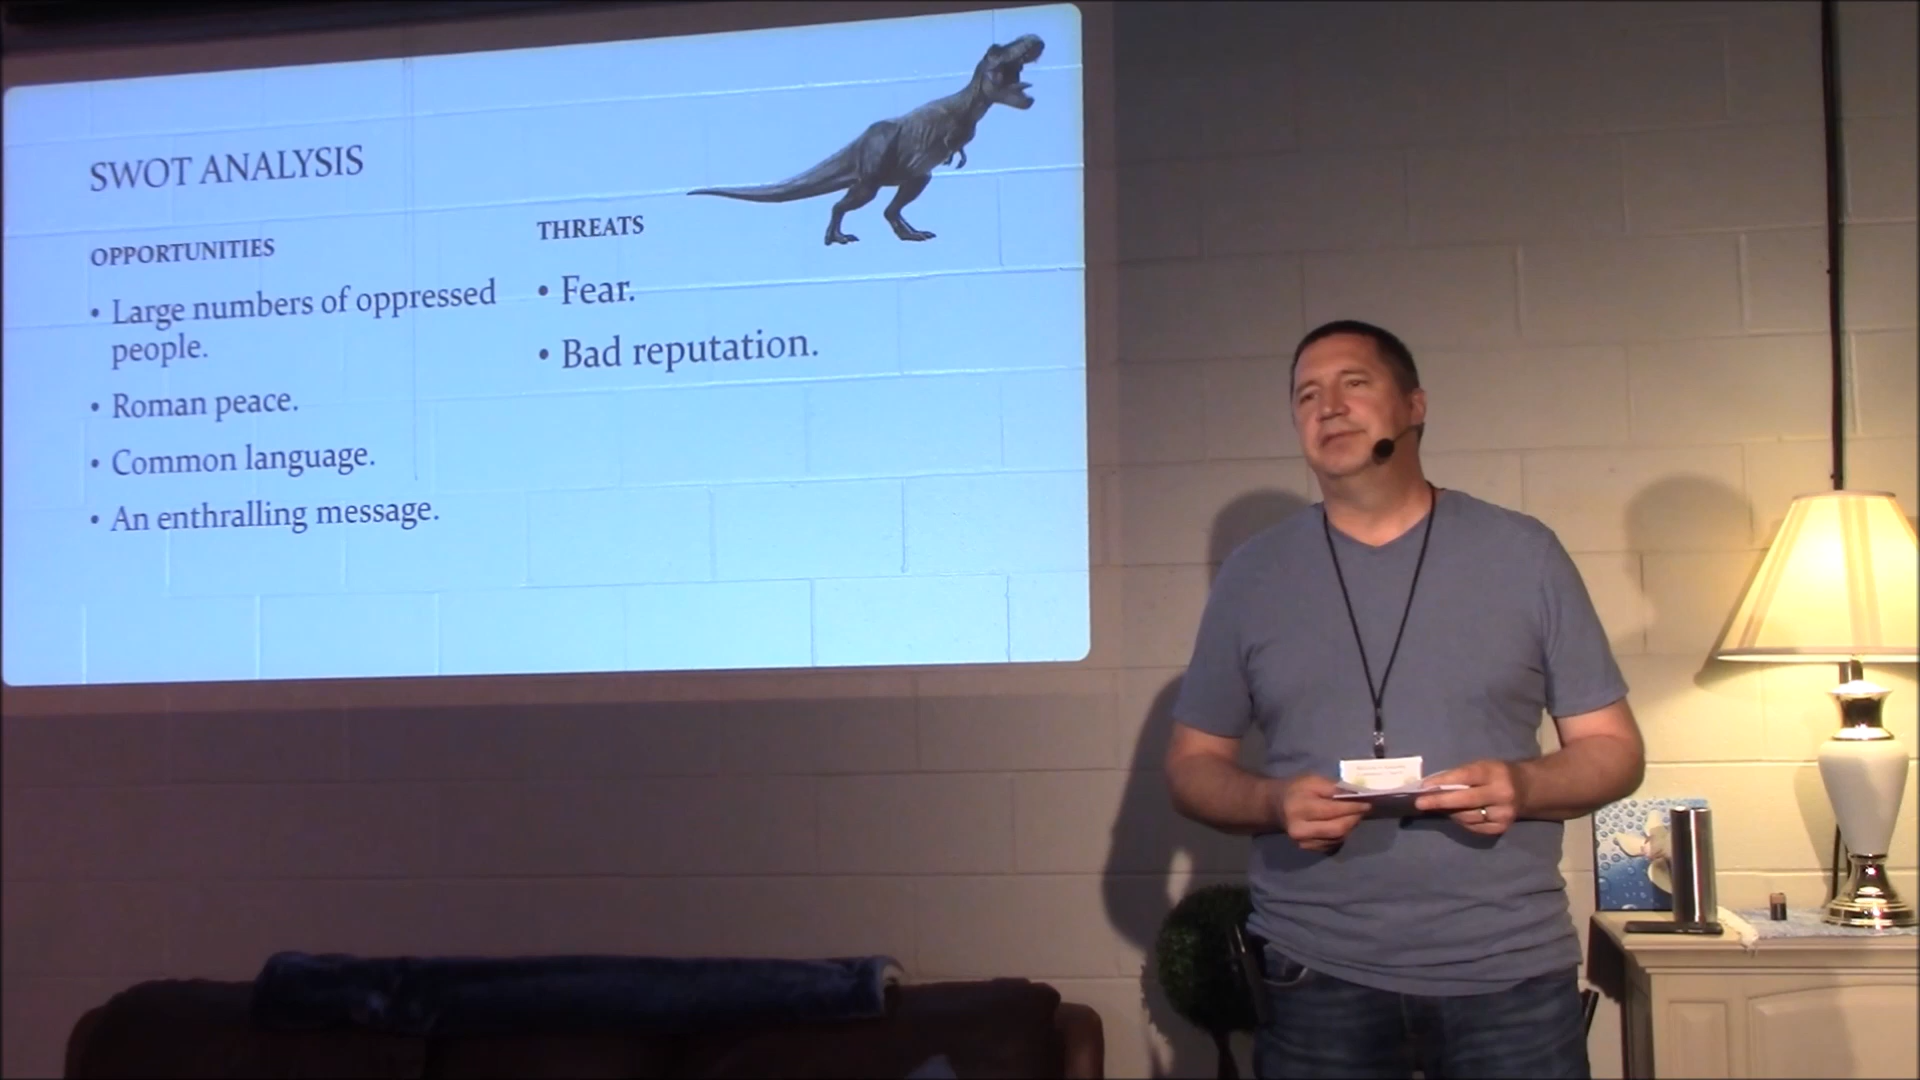 SWOT ANALYSIS
OPPORTUNITIES
• Large numbers of oppressed
people.
• Roman peace.
• Common language.
• An enthralling message.
THREATS
• Fear.
• Bad reputation.